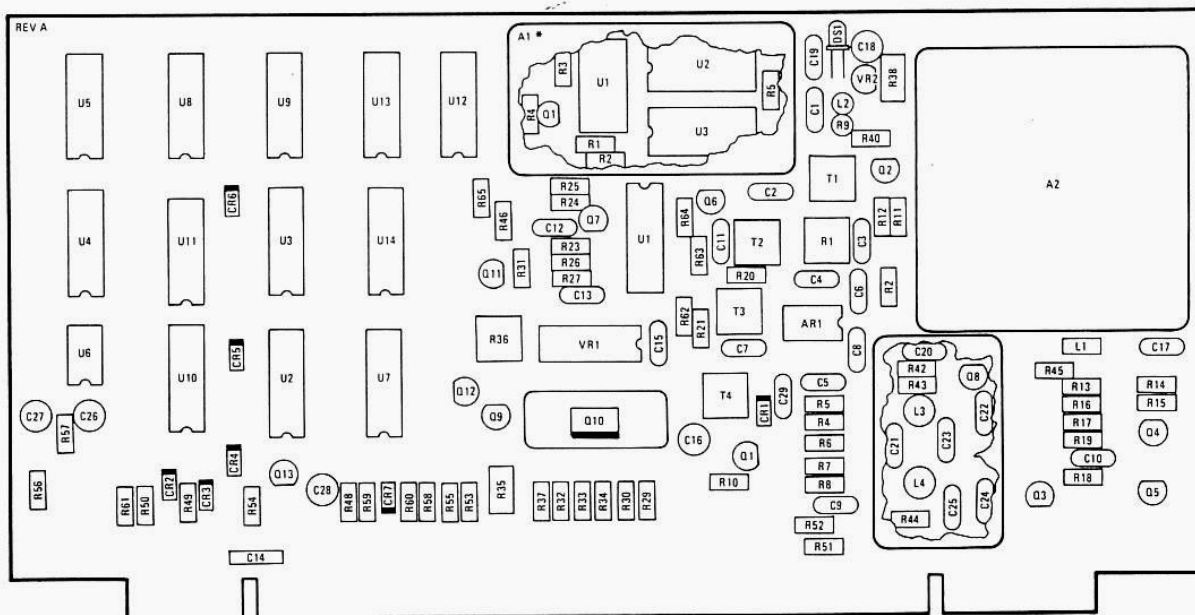 REV A
U5
U8
U9
U13
U12
A1 *
R3
U1
U2
R5
R4
Q1
U3
R1
R2
C19
DS1
C18
VR2
R38
C1
L2
R9
R40
A2
U4
CR6
U11
U3
U14
R65
R46
R25
R24
C12
Q7
R23
R26
R27
C13
Q11
R31
U1
R64
Q6
R63
C11
C2
T1
Q2
R12
R11
T2
R20
R1
C3
C4
C6
R2
U6
CR5
U10
U2
U7
R36
VR1
C15
R62
R21
T3
C7
AR1
C8
L1
C17
C27
R57
C26
Q12
Q9
Q10
C16
T4
CR1
C29
C5
R5
R4
R6
R7
R8
C9
R52
R51
C20
R42
R43
Q8
L3
C22
C21
C23
L4
C25
C24
R44
R45
R13
R16
R17
R19
C10
R18
R14
R15
Q4
Q3
Q5
R56
R61
R50
CR2
R49
CR3
CR4
R54
Q13
C28
R48
R59
CR7
R60
R58
R55
R53
R35
R37
R32
R33
R34
R30
R29
Q1
R10
C14